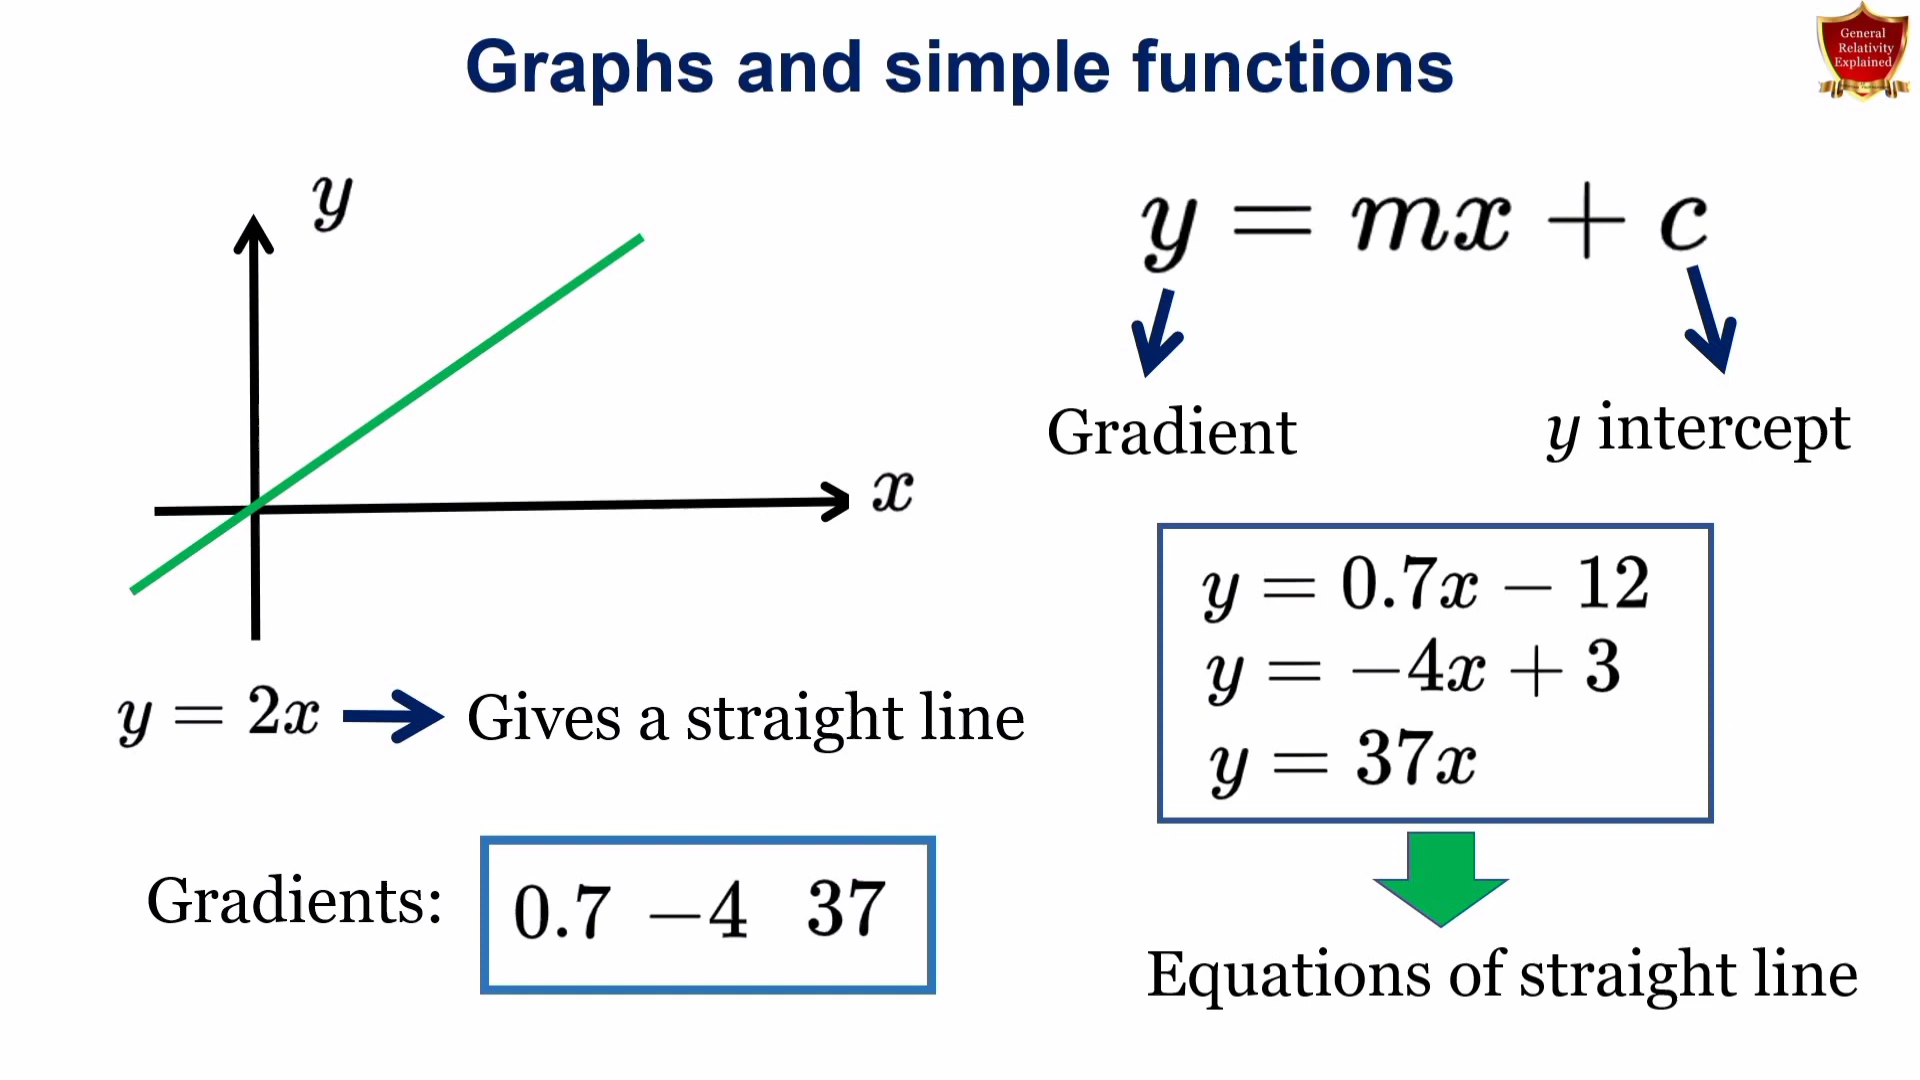 Graphs and simple functions
General
Relativity
Explained
y
x
y = 2x
Gives a straight line
Gradients:
0.7 −4 37
y = mx + c
Gradient
y intercept
y = 0.7x − 12
y = −4x + 3
y = 37x
Equations of straight line